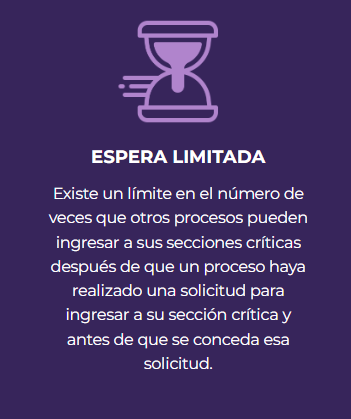 ESPERA LIMITADA
Existe un límite en el número de
veces que otros procesos pueden
ingresar a sus secciones críticas
después de que un proceso haya
realizado una solicitud para
ingresar a su sección crítica y
antes de que se conceda esa
solicitud.